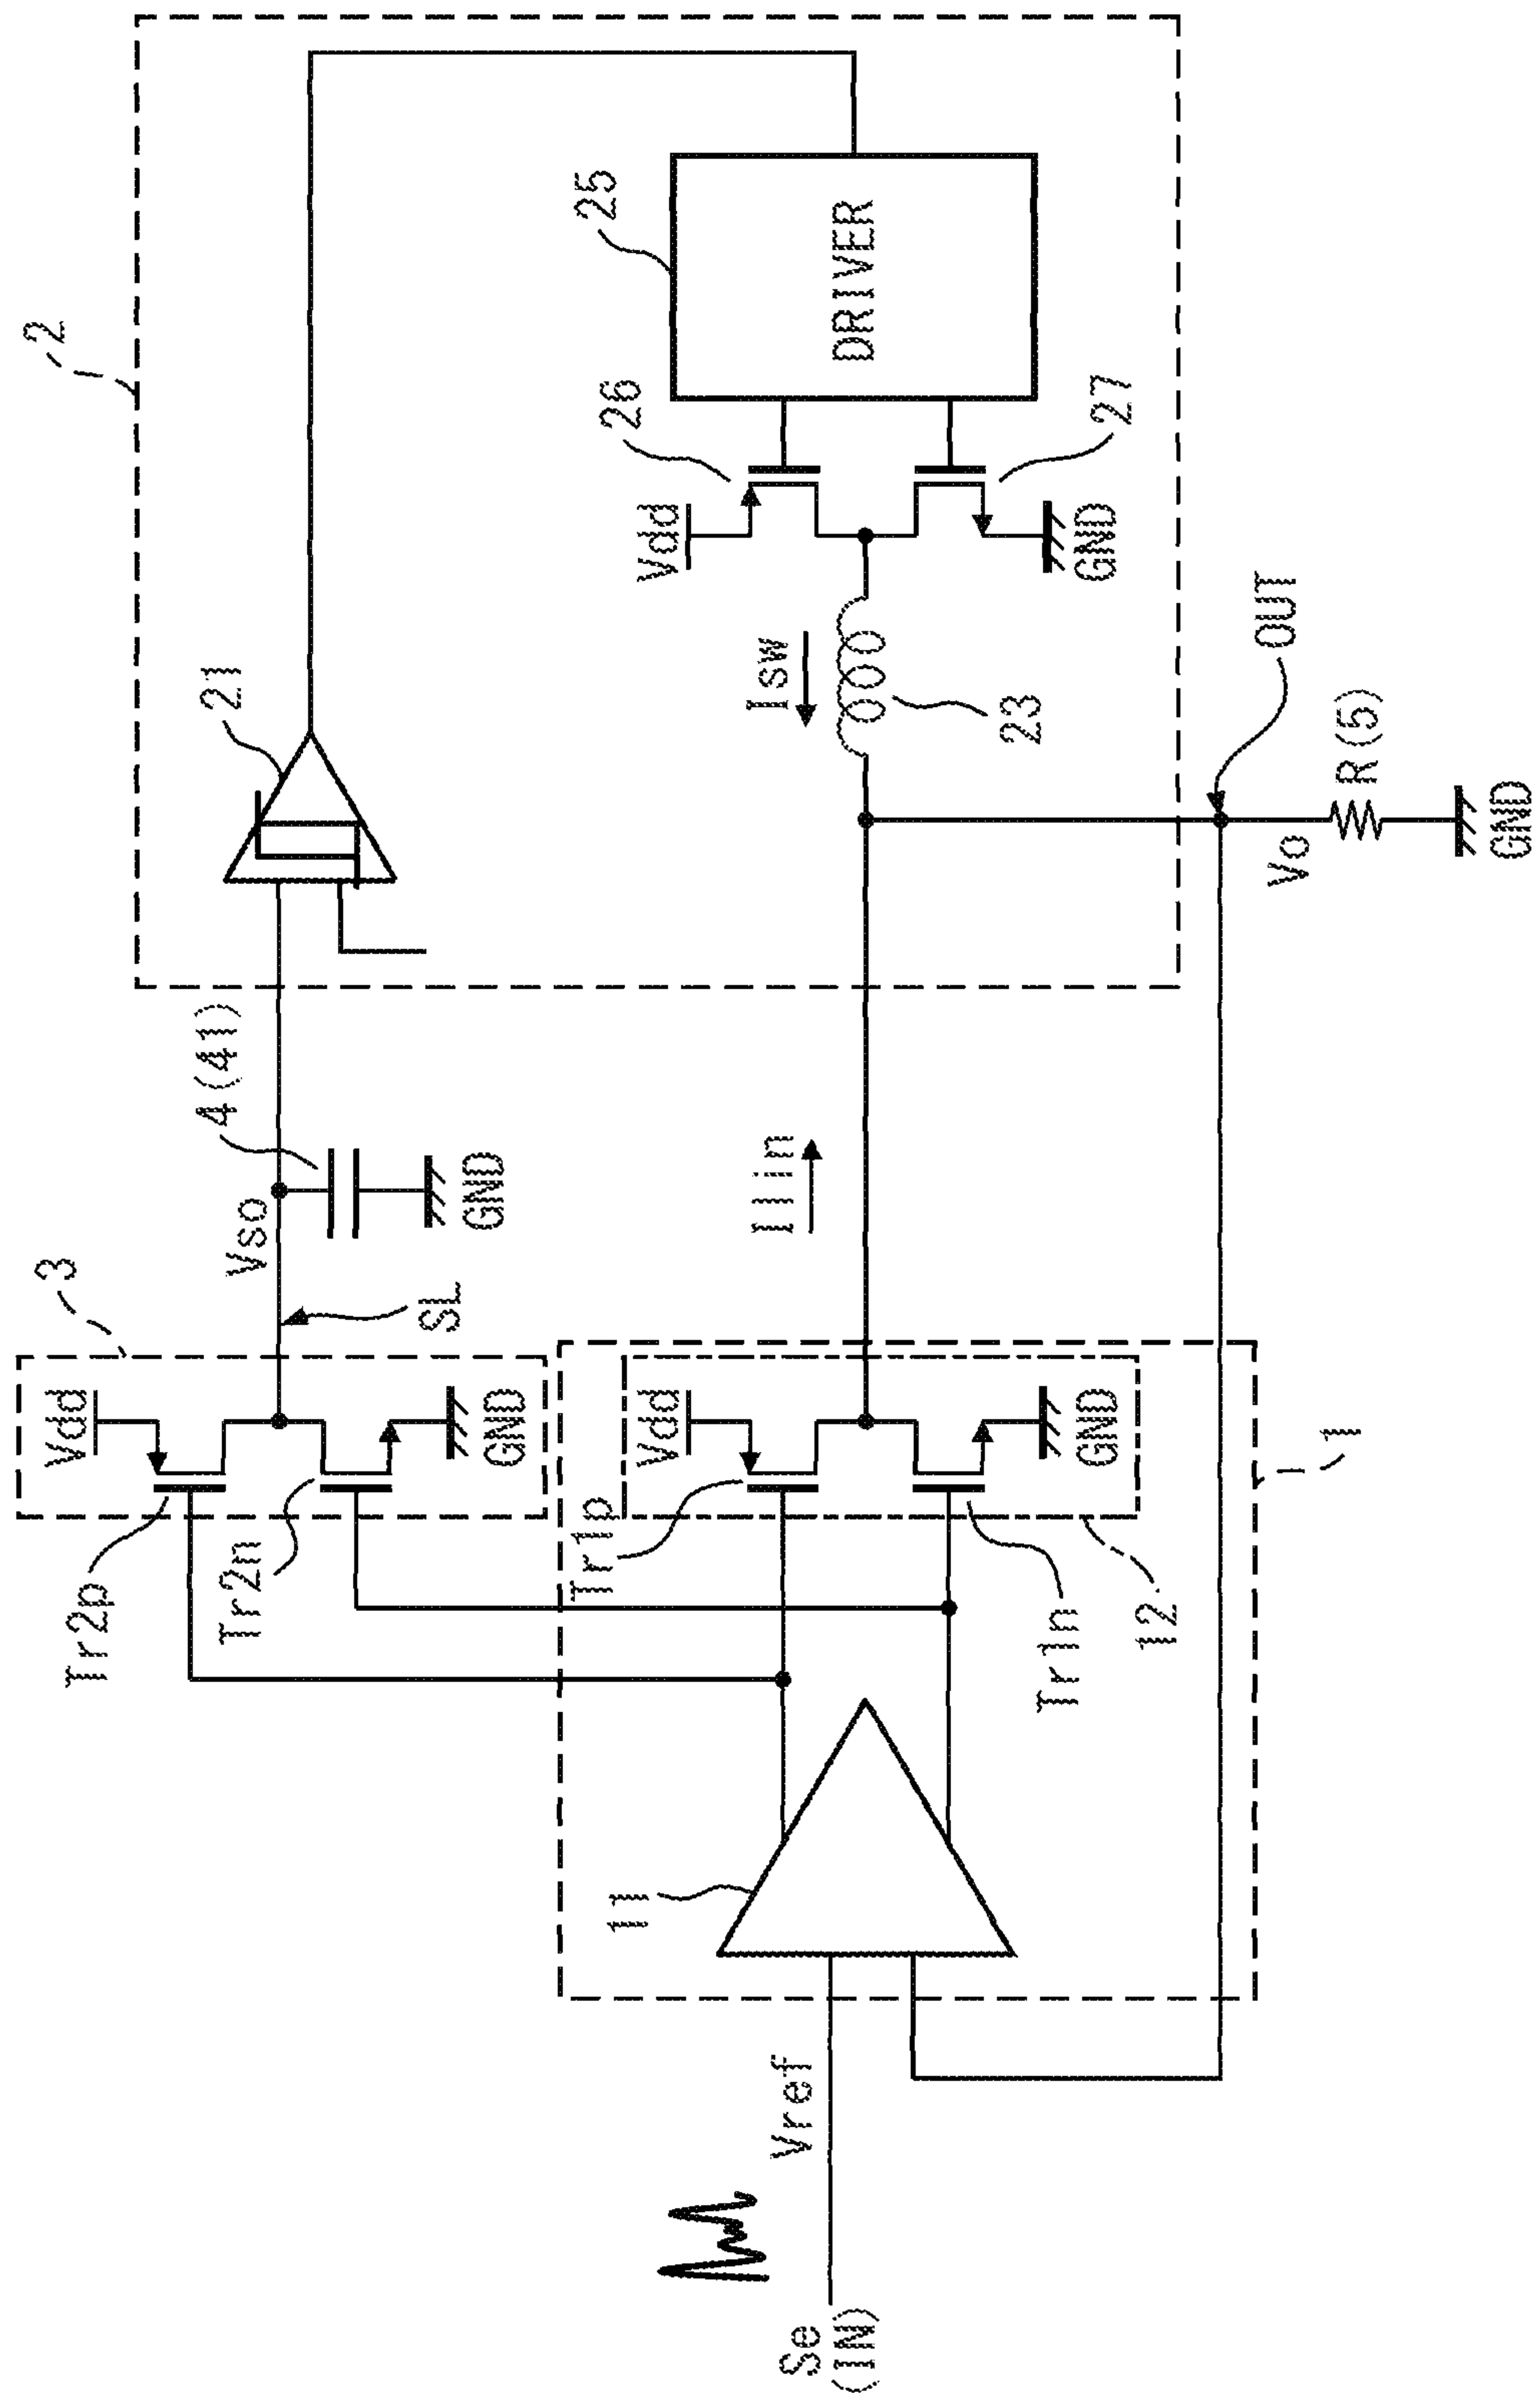 2
21
25
DRIVER
26
27
Vdd
GND
Isw
23
OUT
Vo
R(5)
GND
4(41)
Vso
GND
SL
3
Vdd
GND
Tr2p
Tr2n
Ilin
Vdd
GND
Tr1p
Tr1n
12
1
11
Vref
Se
(IN)